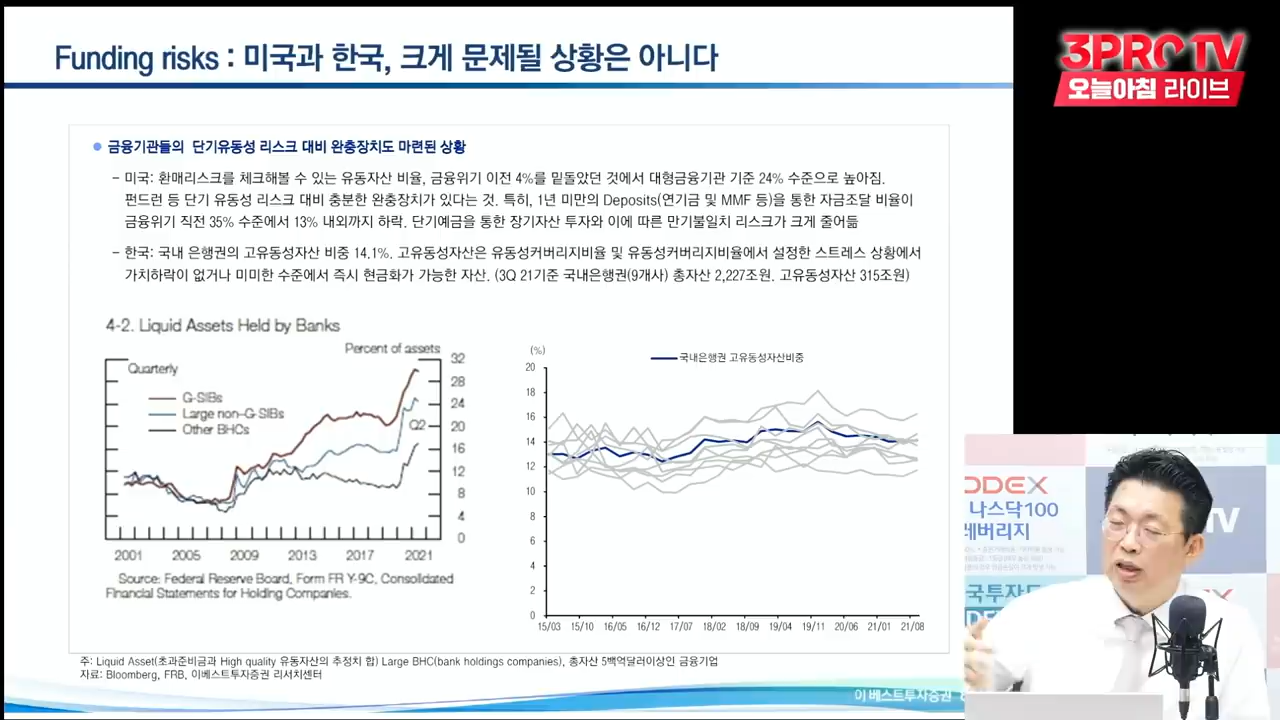 Funding risks : 미국과 한국, 크게 문제될 상황은 아니다
3PRO TV
오늘아침 라이브
● 금융기관들의 단기유동성 리스크 대비 완충장치도 마련된 상황
– 미국: 환매리스크를 체크해볼 수 있는 유동자산 비율, 금융위기 이전 4%를 밑돌았던 것에서 대형금융기관 기준 24% 수준으로 높아짐.
펀드런 등 단기 유동성 리스크 대비 충분한 완충장치가 있다는 것. 특히, 1년 미만의 Deposits(연기금 및 MMF 등)을 통한 자금조달 비율이
금융위기 직전 35% 수준에서 13% 내외까지 하락. 단기예금을 통한 장기자산 투자와 이에 따른 만기불일치 리스크가 크게 줄어듦
– 한국: 국내 은행권의 고유동성자산 비중 14.1%. 고유동성자산은 유동성커버리지비율 및 유동성커버리지비율에서 설정한 스트레스 상황에서
가치하락이 없거나 미미한 수준에서 즉시 현금화가 가능한 자산. (3Q 21기준 국내은행권(9개사) 총자산 2,227조원. 고유동성자산 315조원)
4-2. Liquid Assets Held by Banks
Percent of assets
Quarterly
G-SIBs
Large non-G-SIBs
Other BHCs
Q2
32
28
24
20
16
12
8
4
0
2001 2005 2009 2013 2017 2021
Source: Federal Reserve Board, Form FR Y-9C, Consolidated
Financial Statements for Holding Companies.
(%)
국내은행권 고유동성자산비중
20
18
16
14
12
10
8
6
4
2
0
15/03 15/10 16/05 16/12 17/07 18/02 18/09 19/04 19/11 20/06 21/01 21/08
주: Liquid Asset(초과준비금과 High quality 유동자산의 추정치 합) Large BHC(bank holdings companies), 총자산 5백억달러이상인 금융기업
자료: Bloomberg, FRB, 이베스트투자증권 리서치센터
이베스트투자증권
ODEX
나스닥100
레버리지
TV
국투자